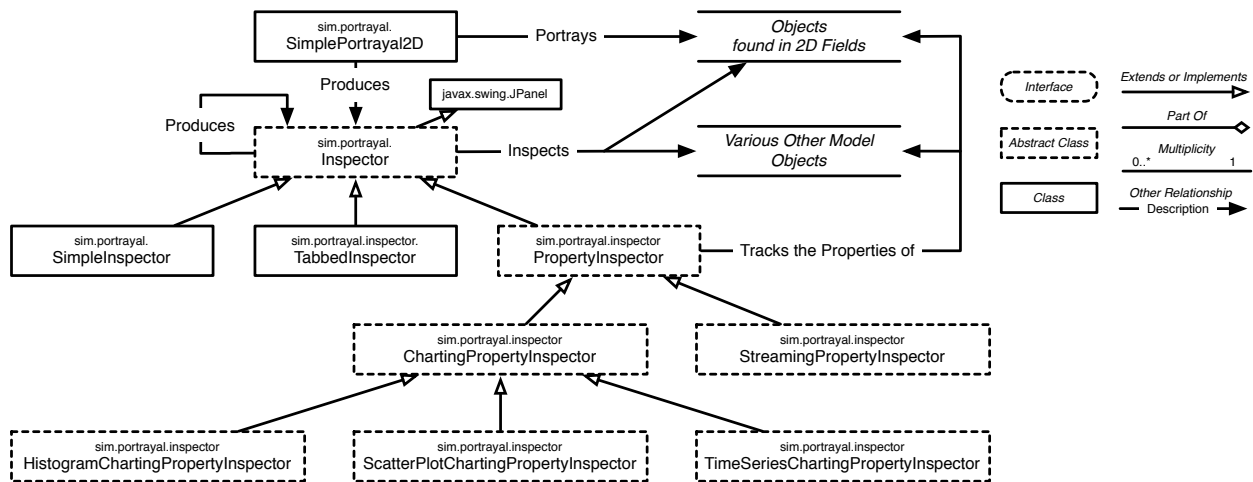 sim.portrayal.
SimplePortrayal2D
Portrays
Objects
found in 2D Fields
Produces
javax.swing.JPanel
Produces
sim.portrayal.
Inspector
Inspects
Various Other Model
Objects
sim.portrayal.
SimpleInspector
sim.portrayal.inspector.
TabbedInspector
sim.portrayal.inspector
PropertyInspector
Tracks the Properties of
sim.portrayal.inspector
ChartingPropertyInspector
sim.portrayal.inspector
StreamingPropertyInspector
sim.portrayal.inspector
HistogramChartingPropertyInspector
sim.portrayal.inspector
ScatterPlotChartingPropertyInspector
sim.portrayal.inspector
TimeSeriesChartingPropertyInspector
Interface
Abstract Class
Class
Extends or Implements
Part Of
Multiplicity
0..* 1
Other Relationship
Description